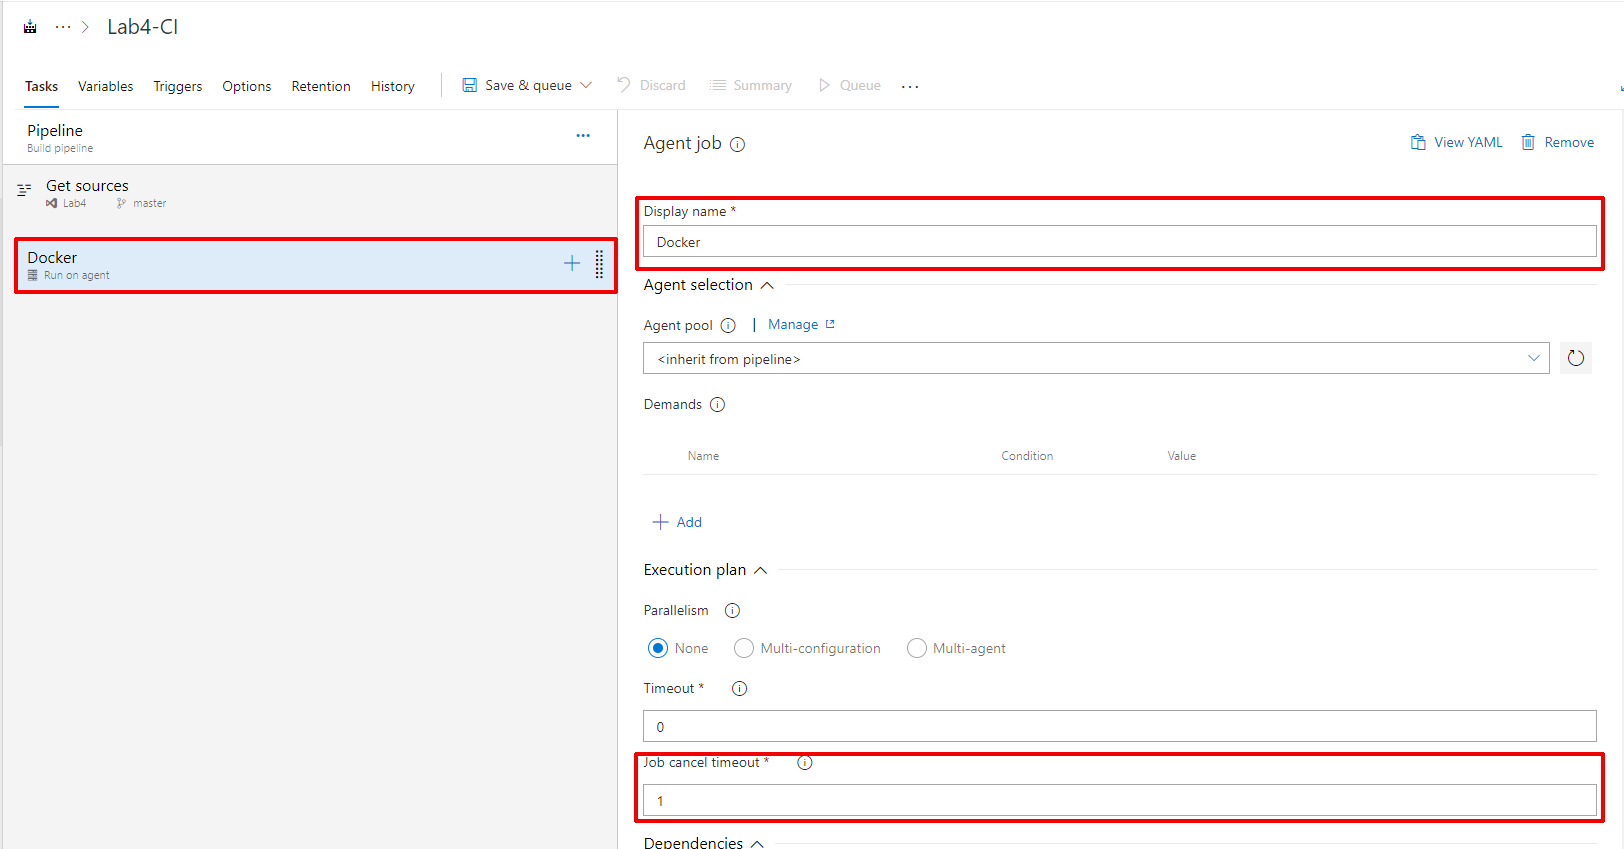 ··· > Lab4-CI
Tasks Variables Triggers Options Retention History Save & queue Discard Summary Queue ···
Pipeline ···
Build pipeline
Get sources
Lab4 master
Docker
Run on agent
Agent job View YAML Remove
Display name *
Docker
Agent selection
Agent pool | Manage
<inherit from pipeline>
Demands
Name Condition Value
+ Add
Execution plan
Parallelism
None Multi-configuration Multi-agent
Timeout *
0
Job cancel timeout *
1
Dependencies